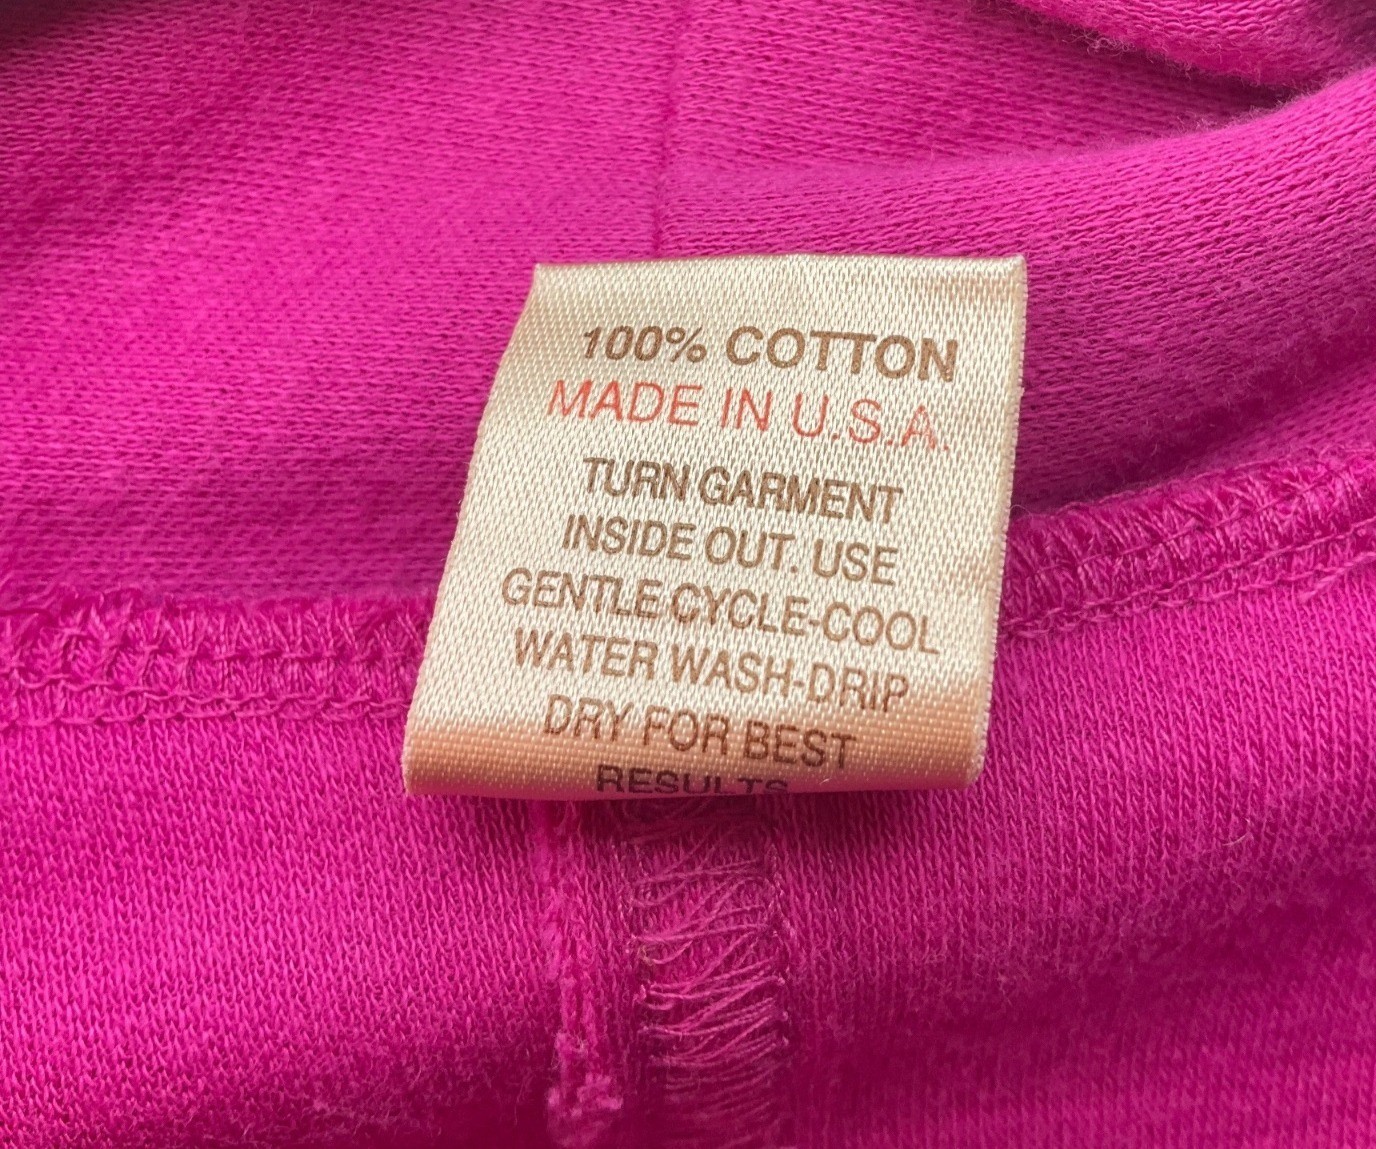 100% COTTON
MADE IN U.S.A.
TURN GARMENT
INSIDE OUT. USE
GENTLE CYCLE-COOL
WATER WASH-DRIP
DRY FOR BEST
RESULTS